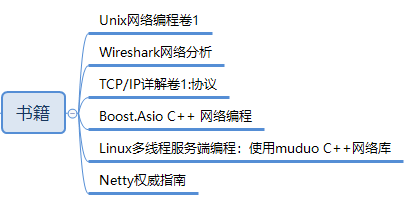 书籍
Unix网络编程卷1
Wireshark网络分析
TCP/IP详解卷1:协议
Boost.Asio C++ 网络编程
Linux多线程服务端编程：使用muduo C++网络库
Netty权威指南